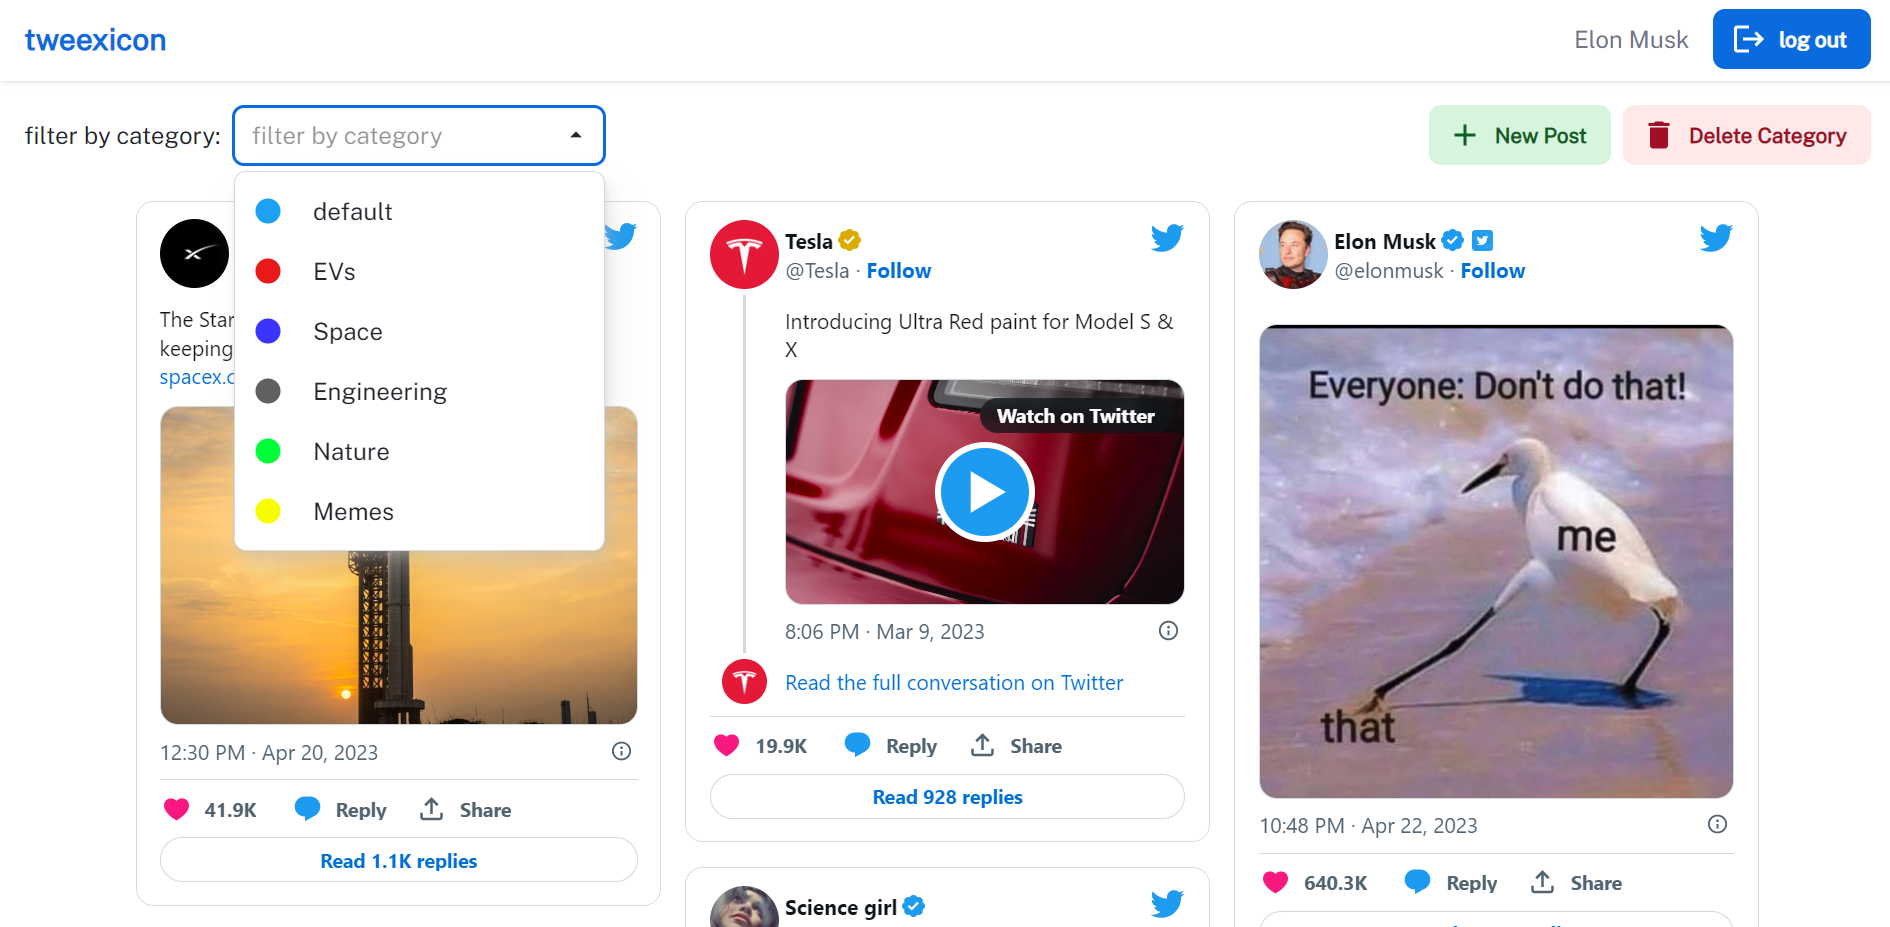 tweexicon
Elon Musk
log out
filter by category:
filter by category
New Post
Delete Category
default
EVs
Space
Engineering
Nature
Memes
The Star
keeping
spacex.c
12:30 PM · Apr 20, 2023
41.9K
Reply
Share
Read 1.1K replies
Tesla
@Tesla · Follow
Introducing Ultra Red paint for Model S &
X
Watch on Twitter
8:06 PM · Mar 9, 2023
Read the full conversation on Twitter
19.9K
Reply
Share
Read 928 replies
Science girl
Elon Musk
@elonmusk · Follow
Everyone: Don't do that!
me
that
10:48 PM · Apr 22, 2023
640.3K
Reply
Share